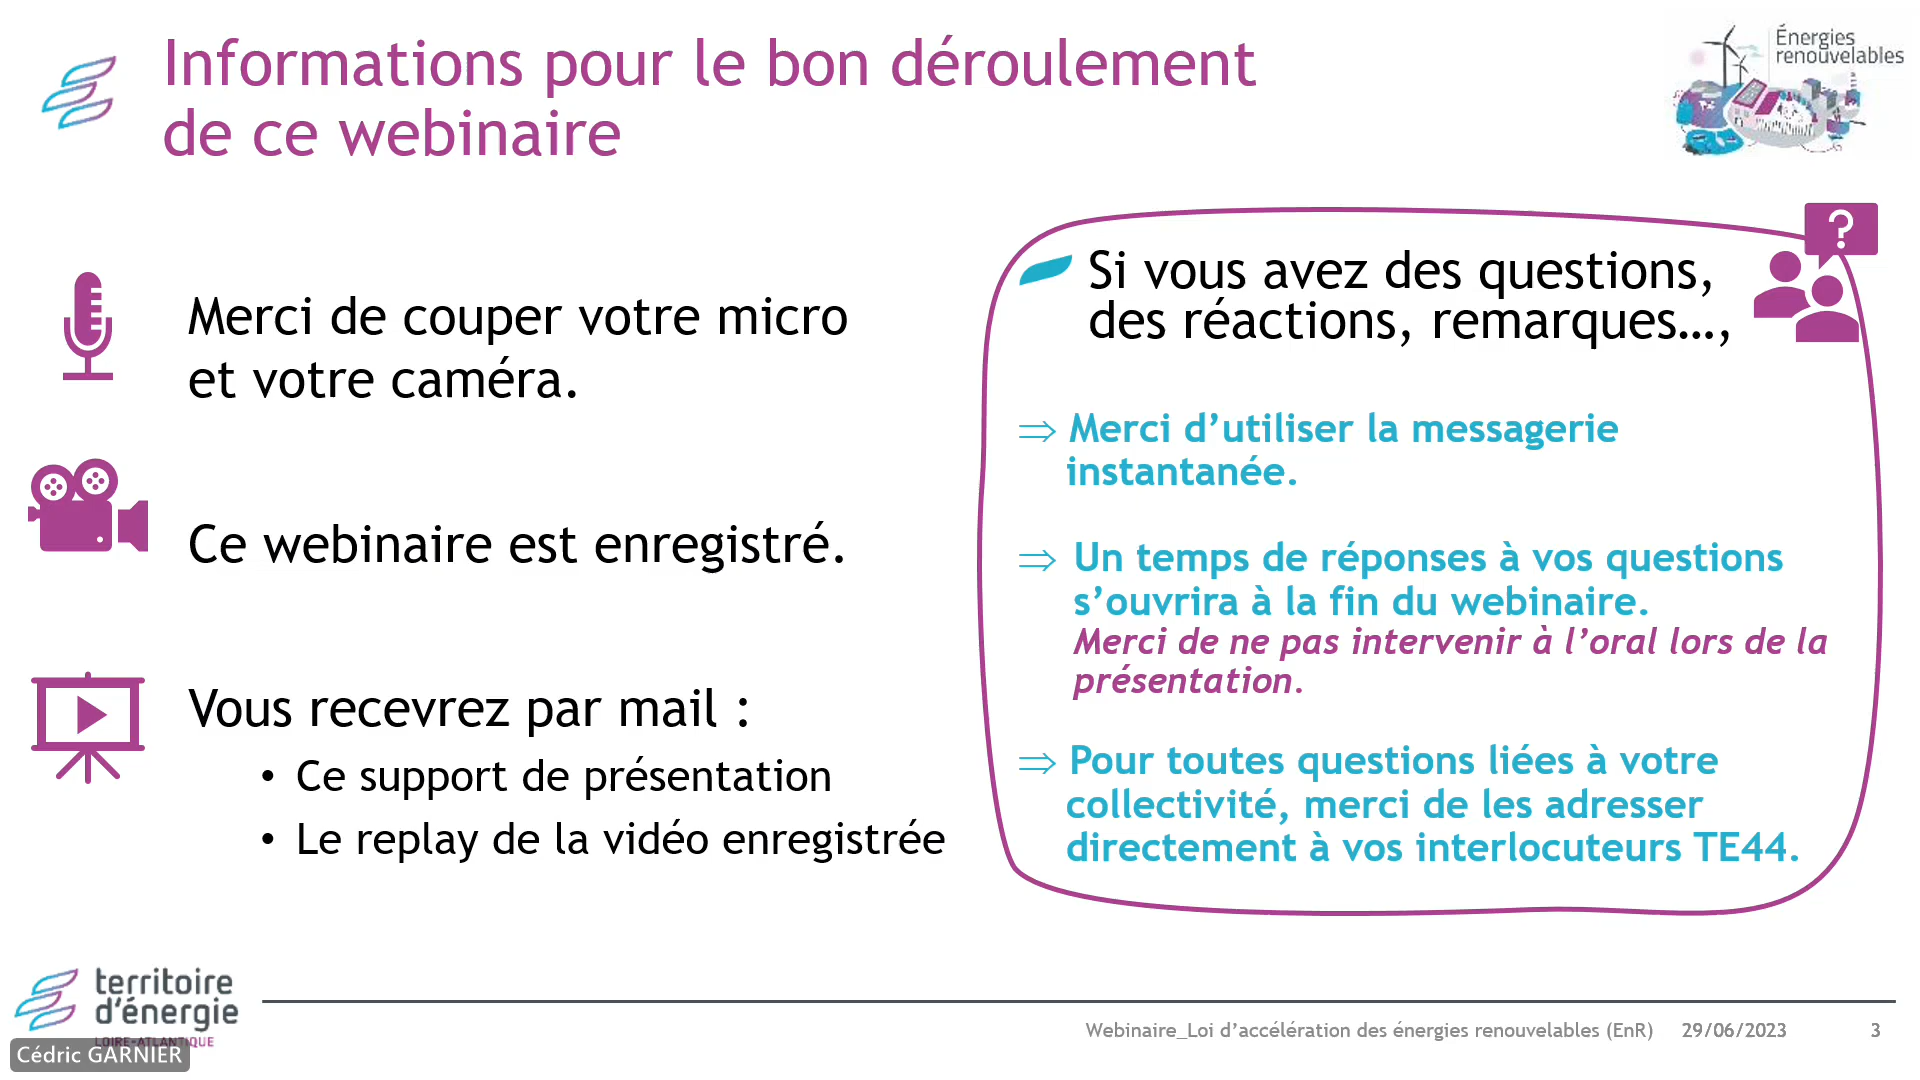 Informations pour le bon déroulement
de ce webinaire
Énergies
renouvelables
Merci de couper votre micro
et votre caméra.
Ce webinaire est enregistré.
Vous recevrez par mail :
• Ce support de présentation
• Le replay de la vidéo enregistrée
?
Si vous avez des questions,
des réactions, remarques…,
⇒ Merci d’utiliser la messagerie
instantanée.
⇒ Un temps de réponses à vos questions
s’ouvrira à la fin du webinaire.
Merci de ne pas intervenir à l’oral lors de la
présentation.
⇒ Pour toutes questions liées à votre
collectivité, merci de les adresser
directement à vos interlocuteurs TE44.
territoire
d’énergie
LOIRE-ATLANTIQUE
Cédric GARNIER
Webinaire_Loi d’accélération des énergies renouvelables (EnR) 29/06/2023 3